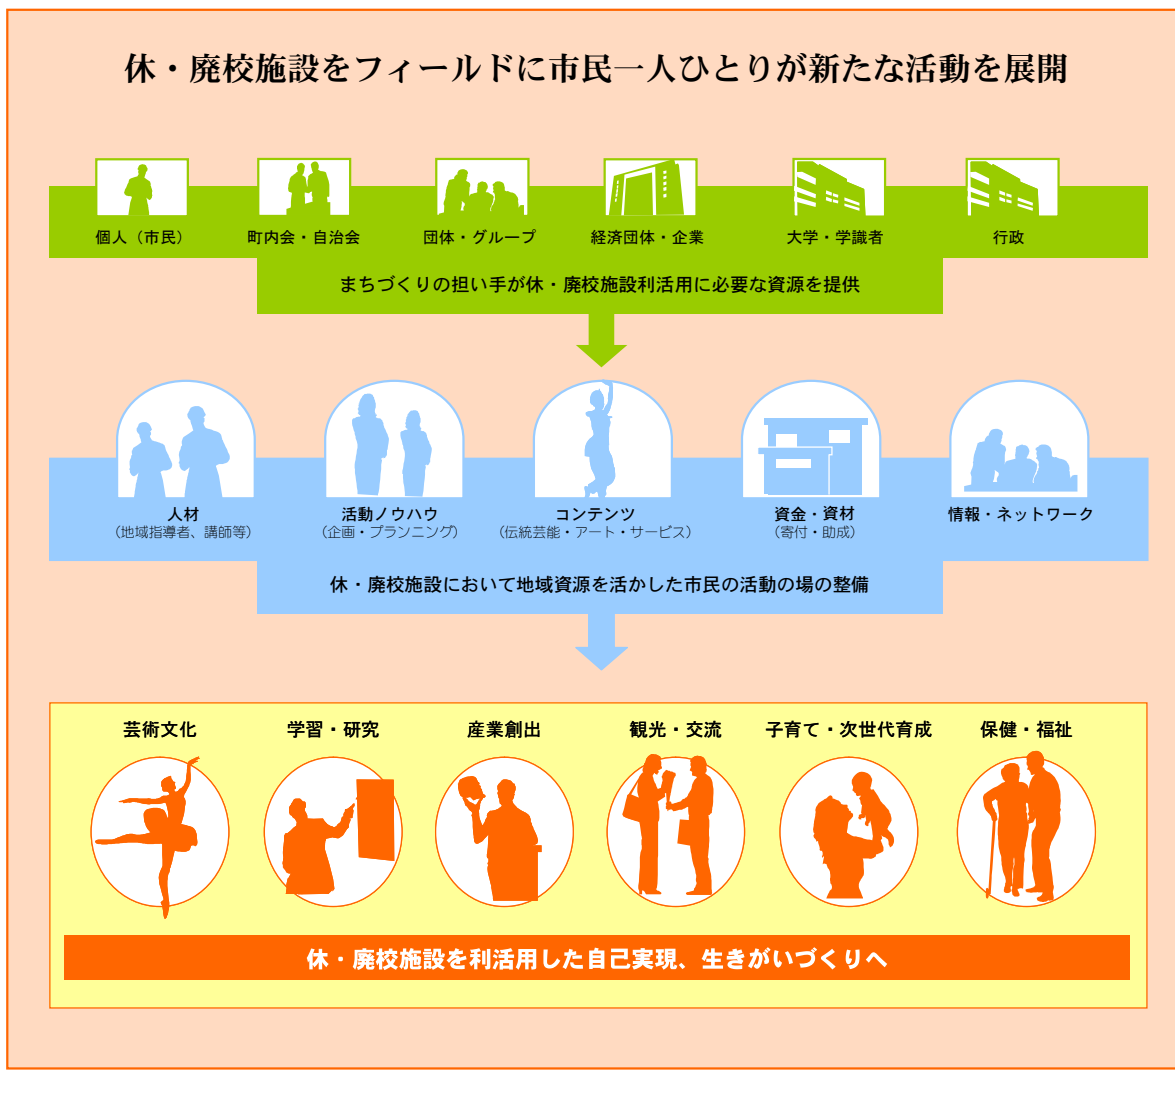 休・廃校施設をフィールドに市民一人ひとりが新たな活動を展開
個人（市民） 町内会・自治会 団体・グループ 経済団体・企業 大学・学識者 行政
まちづくりの担い手が休・廃校施設利活用に必要な資源を提供
人材 活動ノウハウ コンテンツ 資金・資材 情報・ネットワーク
（地域指導者、講師等） （企画・プランニング） （伝統芸能・アート・サービス） （寄付・助成）
休・廃校施設において地域資源を活かした市民の活動の場の整備
芸術文化 学習・研究 産業創出 観光・交流 子育て・次世代育成 保健・福祉
休・廃校施設を利活用した自己実現、生きがいづくりへ